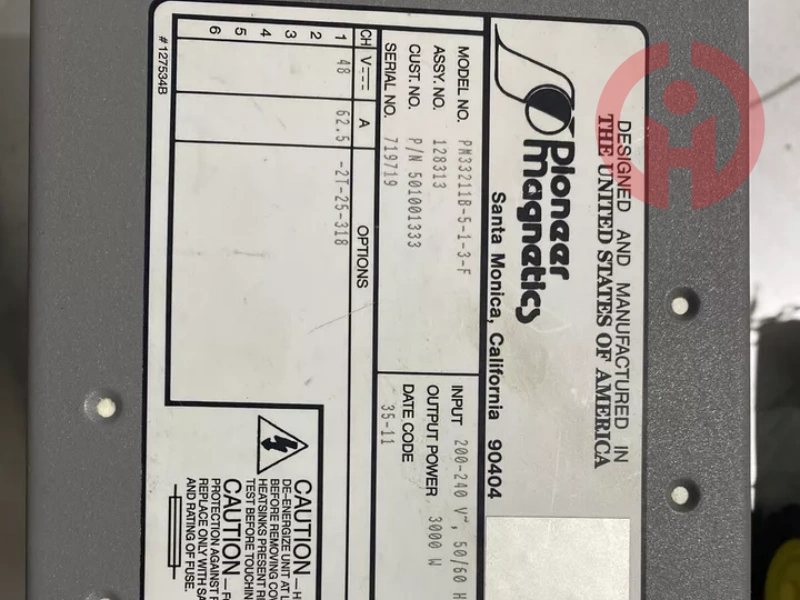 DESIGNED AND MANUFACTURED IN
THE UNITED STATES OF AMERICA
Pioneer
Magnetics
Santa Monica, California 90404
MODEL NO. PM33211B-5-1-3-F
ASSY. NO. 128313
CUST. NO. P/N 501001333
SERIAL NO. 719719
INPUT 200-240 V~, 50/60 H
OUTPUT POWER 3000 W
DATE CODE
35-11
CH V A OPTIONS
1 48 62.5 -2T-25-318
2
3
4
5
6
#127534B
CAUTION – H
DE-ENERGIZE UNIT AT L
BEFORE REMOVING COV
HEATSINKS PRESENT RI
TEST BEFORE TOUCHIN
CAUTION – FO
PROTECTION AGAINST F
REPLACE ONLY WITH SA
AND RATING OF FUSE.